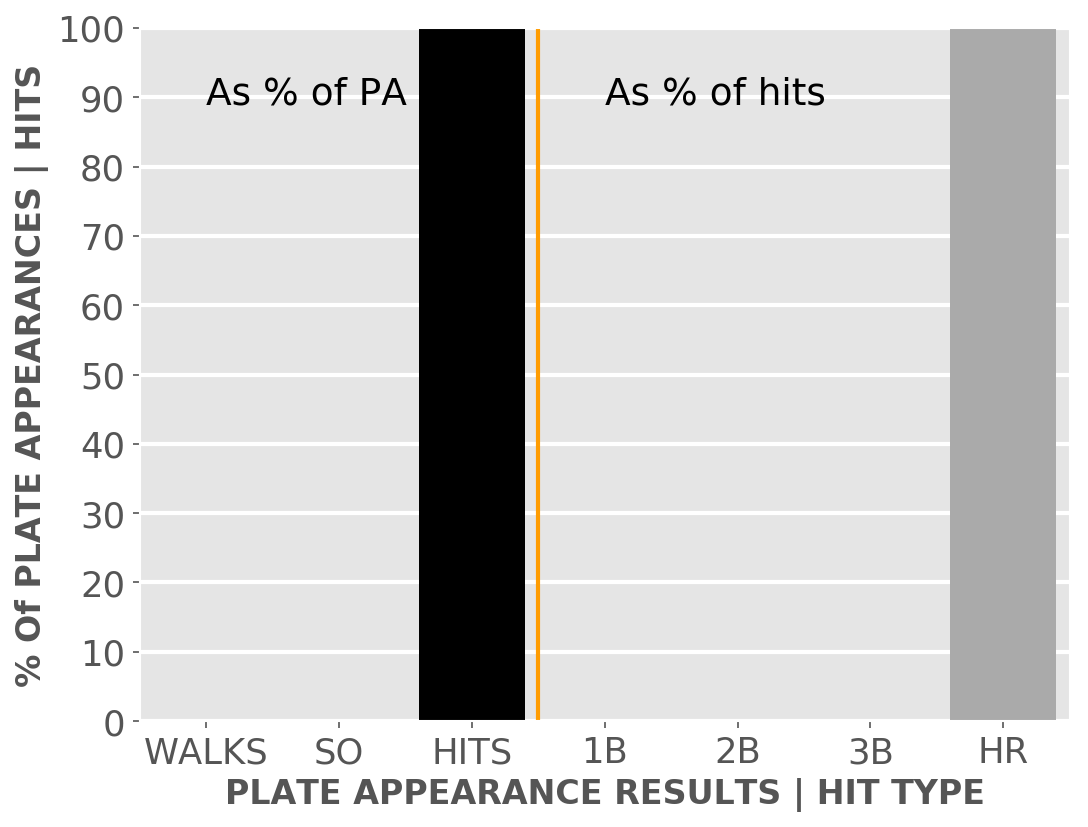 % Of PLATE APPEARANCES | HITS
100
90
80
70
60
50
40
30
20
10
0
As % of PA
As % of hits
WALKS SO HITS 1B 2B 3B HR
PLATE APPEARANCE RESULTS | HIT TYPE